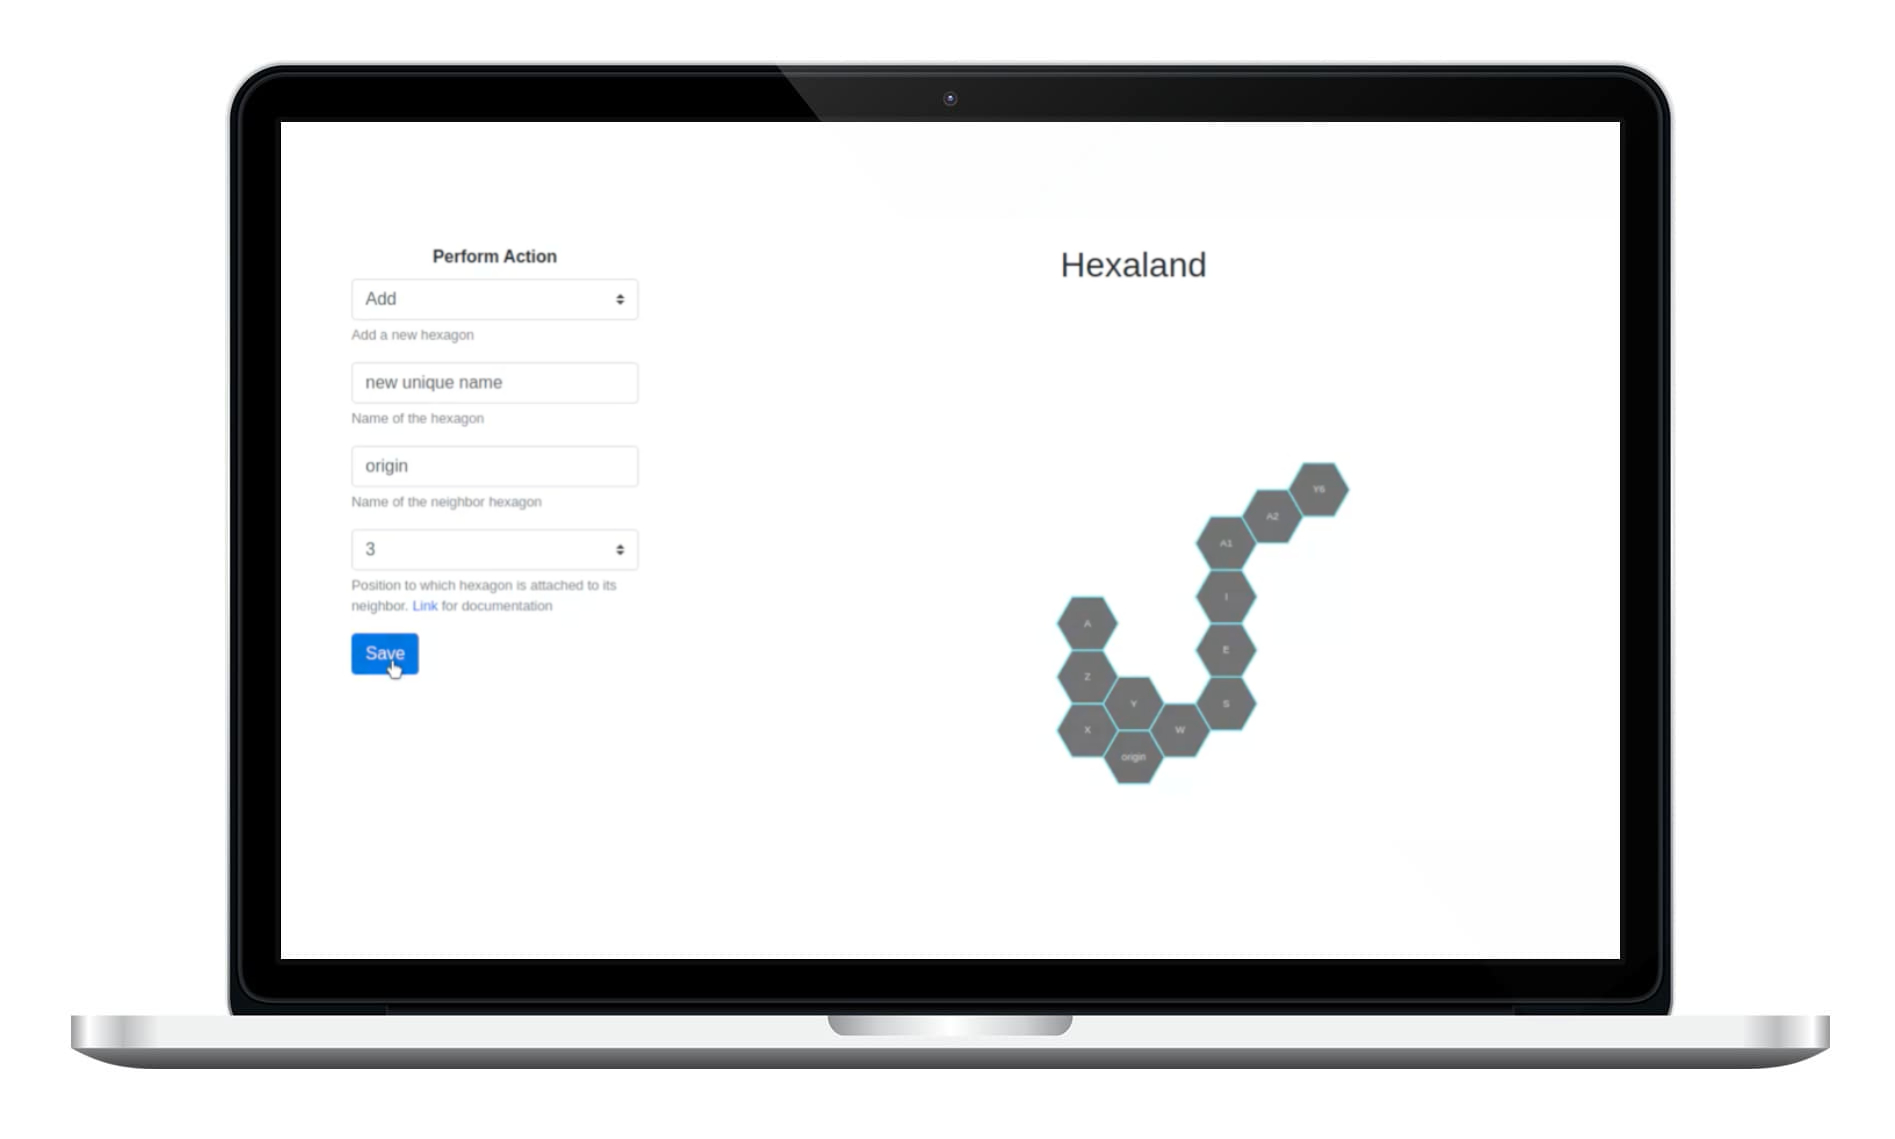 Perform Action
Add
Add a new hexagon
new unique name
Name of the hexagon
origin
Name of the neighbor hexagon
3
Position to which hexagon is attached to its
neighbor. Link for documentation
Save
Hexaland
A2
A1
I
A
E
Z
Y
S
X
W
origin